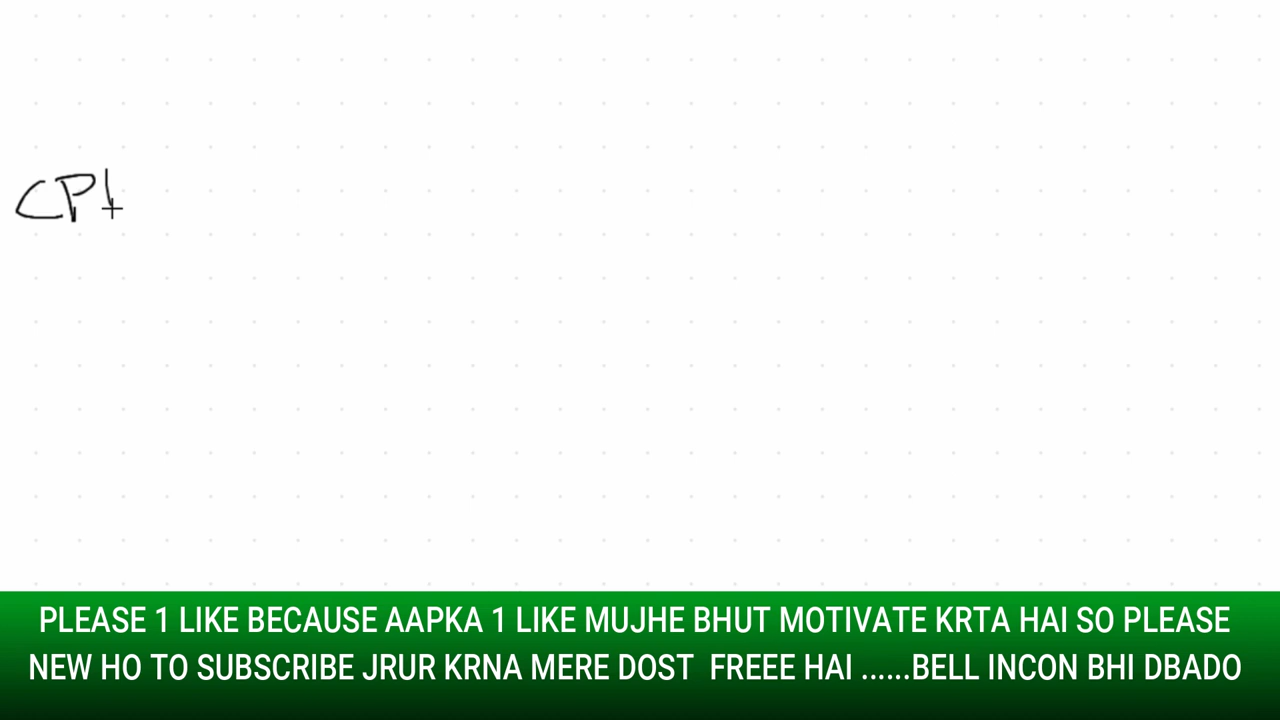 CP
PLEASE 1 LIKE BECAUSE AAPKA 1 LIKE MUJHE BHUT MOTIVATE KRTA HAI SO PLEASE
NEW HO TO SUBSCRIBE JRUR KRNA MERE DOST FREEE HAI ......BELL INCON BHI DBADO